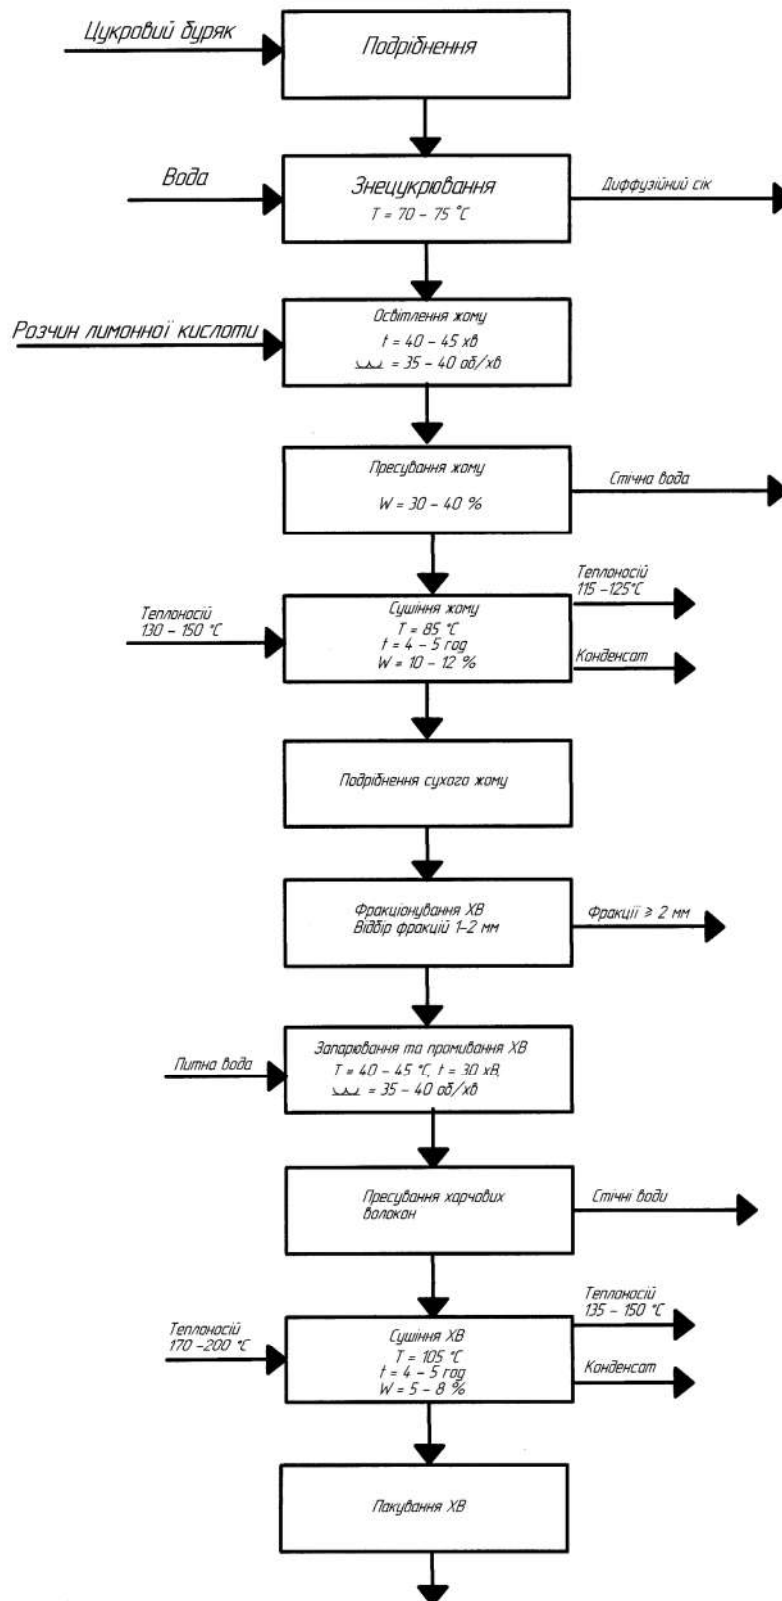 Цукровий буряк
Подрібнення
Вода
Знецукрювання
T = 70 – 75 °C
Диффузійний сік
Розчин лимонної кислоти
Освітлення жому
t = 40 – 45 хв
= 35 – 40 об/хв
Пресування жому
W = 30 – 40 %
Стічна вода
Теплоносій
130 – 150 °C
Сушіння жому
T = 85 °C
t = 4 – 5 год
W = 10 – 12 %
Теплоносій
115 –125°C
Конденсат
Подрібнення сухого жому
Фракціонування ХВ
Відбір фракцій 1–2 мм
Фракції ≥ 2 мм
Питна вода
Запарювання та промивання ХВ
T = 40 – 45 °C, t = 30 хв,
= 35 – 40 об/хв
Пресування харчових
волокон
Стічні води
Теплоносій
170 –200 °C
Сушіння ХВ
T = 105 °C
t = 4 – 5 год
W = 5 – 8 %
Теплоносій
135 – 150 °C
Конденсат
Пакування ХВ